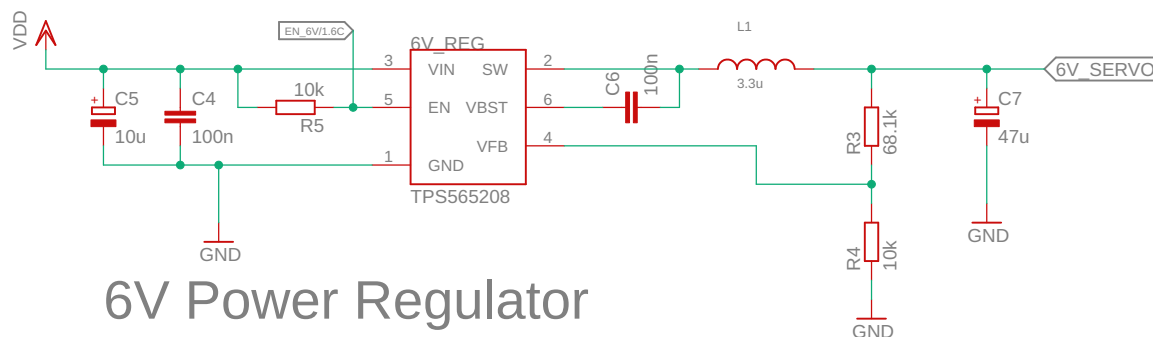 VDD
EN_6V/1.6C
6V_REG
L1
3
VIN
SW
2
C6
100n
3.3u
6V_SERVO
10k
5
EN
VBST
6
R5
C5
10u
C4
100n
R3
68.1k
C7
47u
VFB
4
1
GND
TPS565208
GND
R4
10k
GND
6V Power Regulator
GND